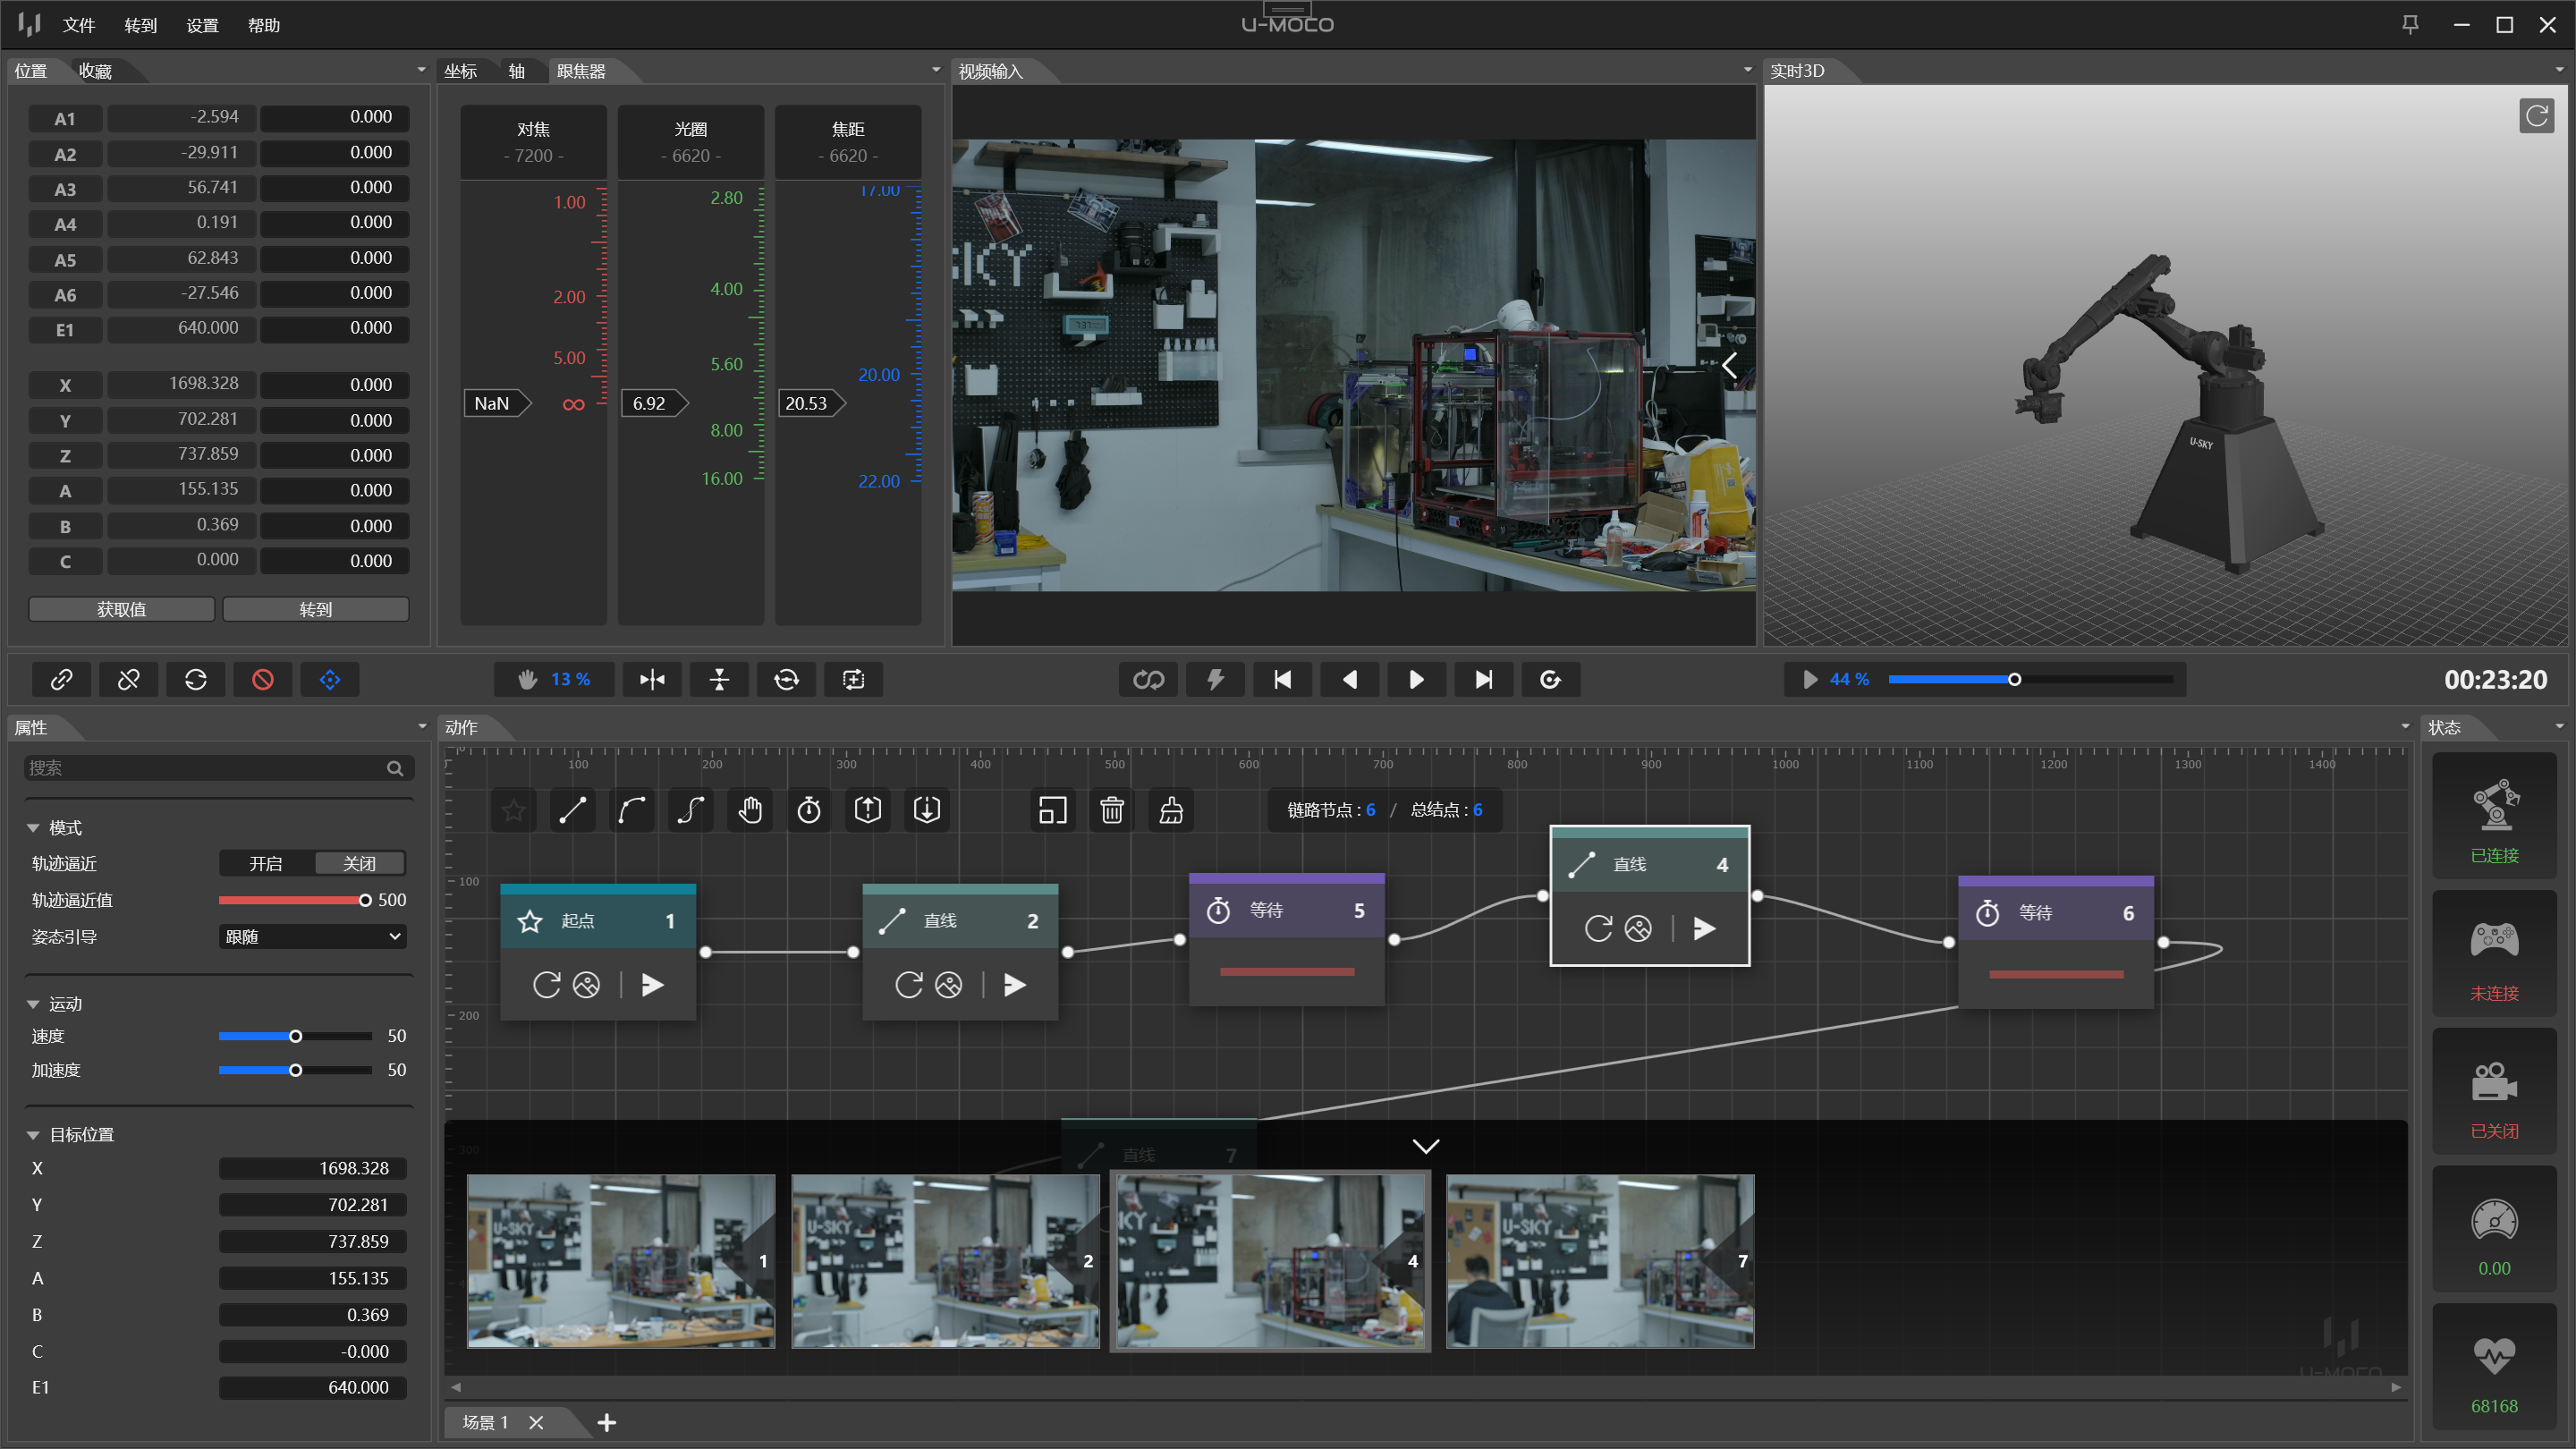 文件 转到 设置 帮助
U-MOCO
位置 收藏
坐标 轴 跟焦器
视频输入
实时3D
A1 -2.594 0.000
A2 -29.911 0.000
A3 56.741 0.000
A4 0.191 0.000
A5 62.843 0.000
A6 -27.546 0.000
E1 640.000 0.000
X 1698.328 0.000
Y 702.281 0.000
Z 737.859 0.000
A 155.135 0.000
B 0.369 0.000
C 0.000 0.000
获取值 转到
对焦
- 7200 -
1.00
2.00
5.00
NaN ∞
光圈
- 6620 -
2.80
4.00
5.60
6.92
8.00
16.00
焦距
- 6620 -
17.00
20.00
20.53
22.00
SKY
U-SKY
13 %
44 %
00:23:20
属性
搜索
模式
轨迹逼近 开启 关闭
轨迹逼近值 500
姿态引导 跟随
运动
速度 50
加速度 50
目标位置
X 1698.328
Y 702.281
Z 737.859
A 155.135
B 0.369
C -0.000
E1 640.000
动作
0 100 200 300 400 500 600 700 800 900 1000 1100 1200 1300 1400
链路节点 : 6 / 总结点 : 6
100
200
300
起点 1
直线 2
等待 5
直线 4
等待 6
直线 7
U-SKY 1
U-SKY 2
KY 4
U-SKY 7
U-MOCO
场景 1
状态
已连接
未连接
已关闭
0.00
68168